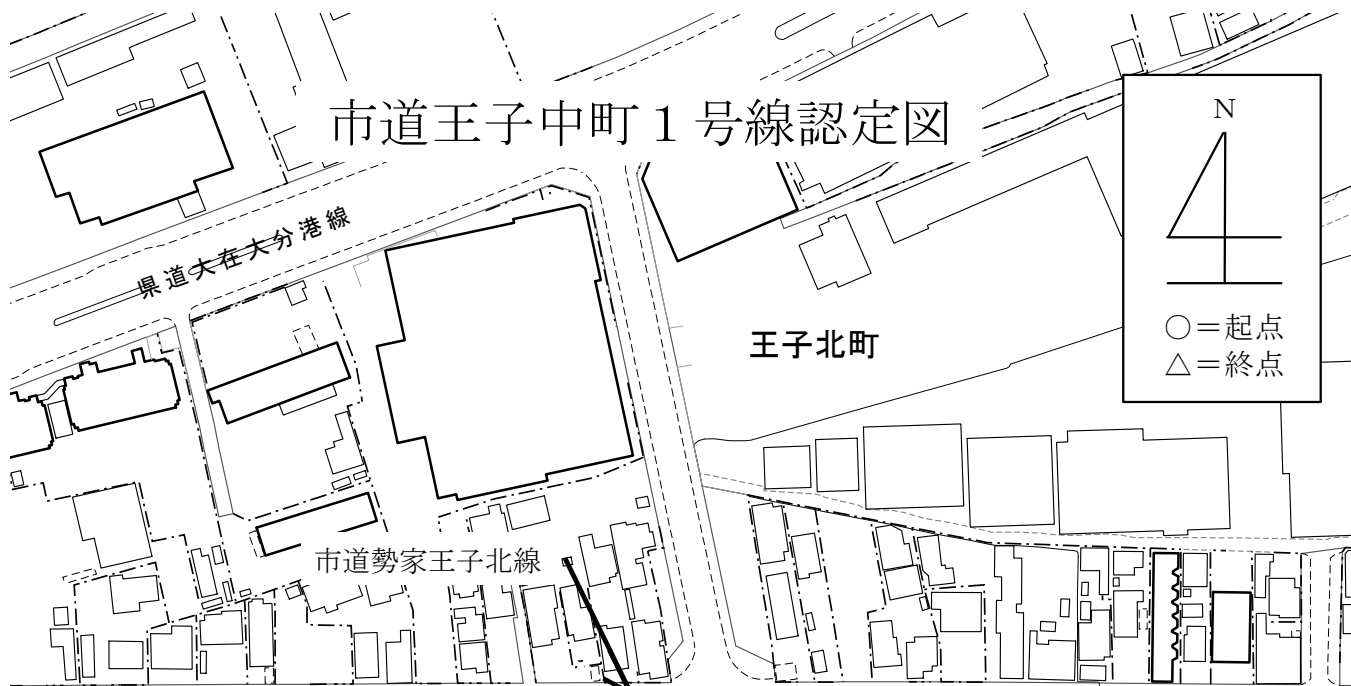 市道王子中町1号線認定図
N
○＝起点
△＝終点
県道大在大分港線
王子北町
市道勢家王子北線